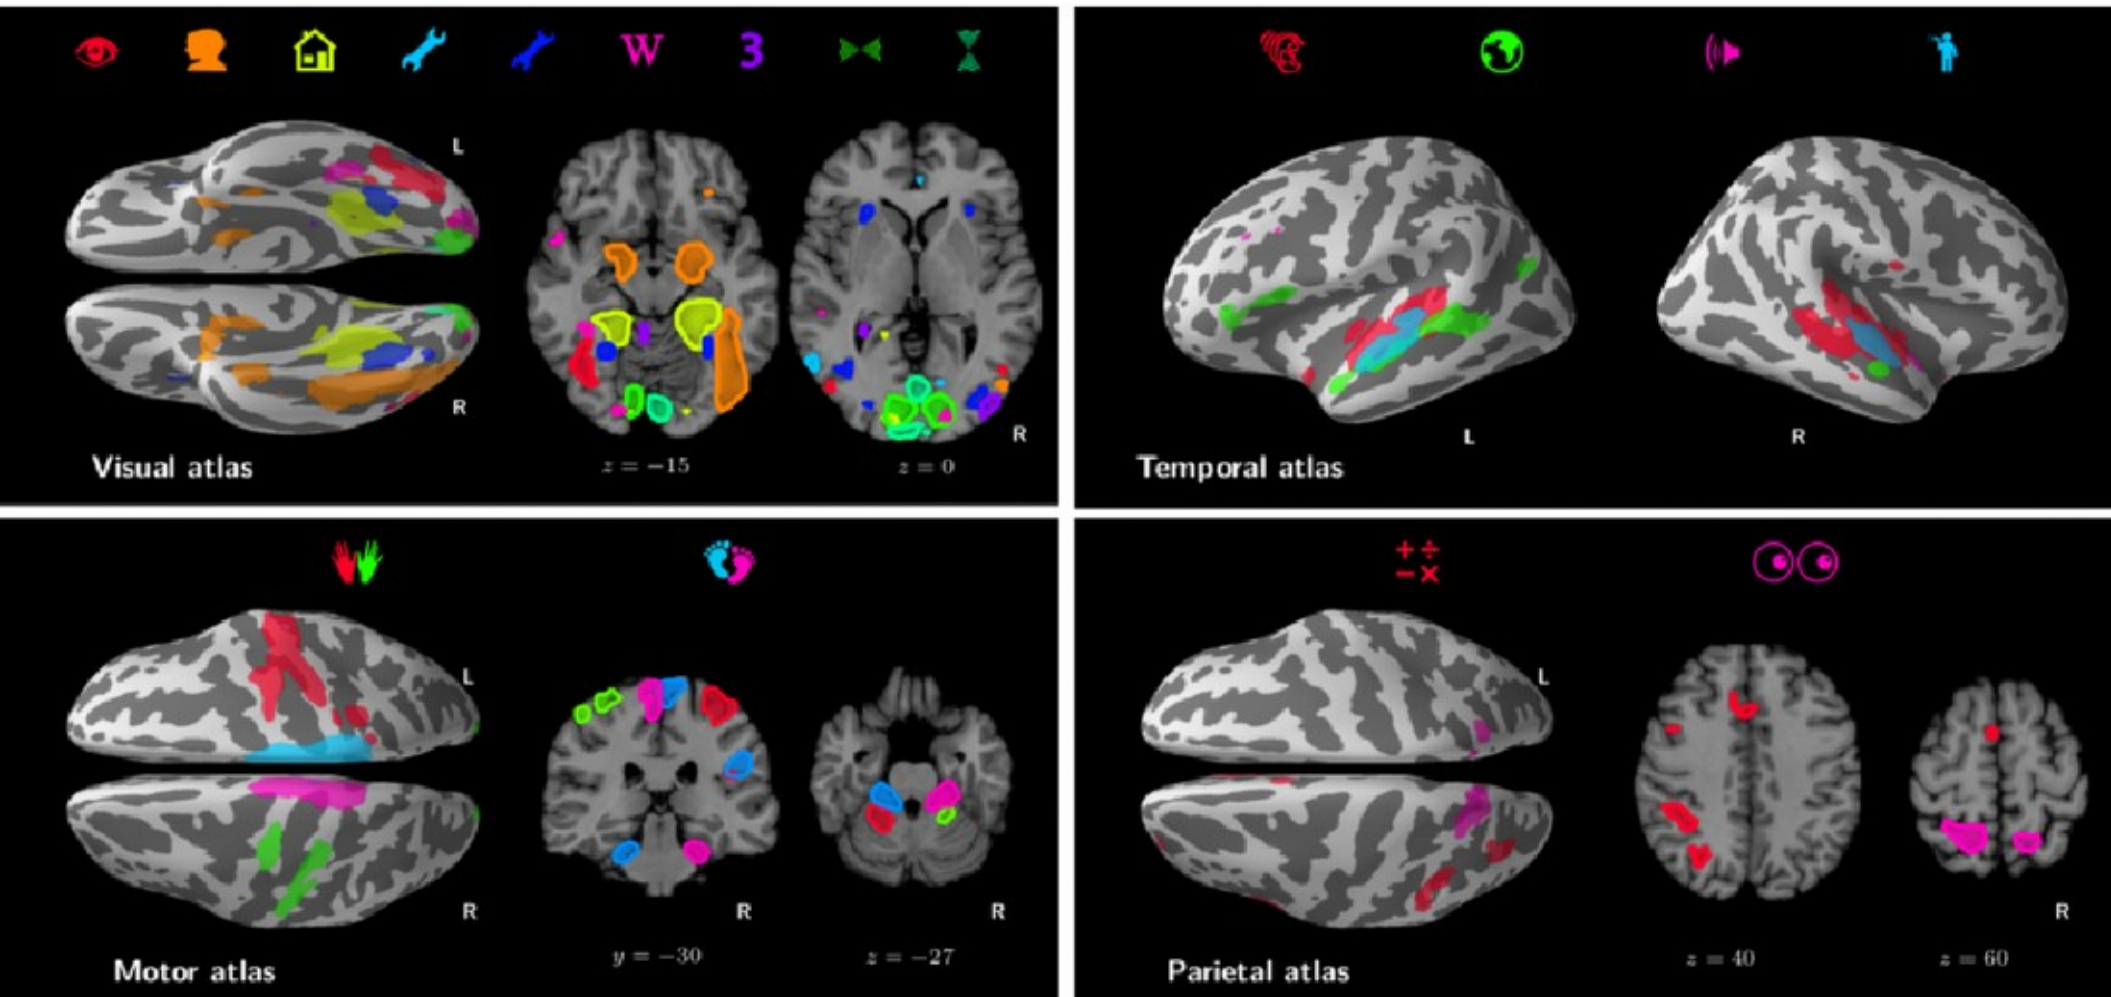 W 3
L
R
R
z = −15 z = 0
Visual atlas
L R
Temporal atlas
L
R
R R
y = −30 z = −27
Motor atlas
+ ÷
− ×
L
R
z = 40 z = 60
Parietal atlas